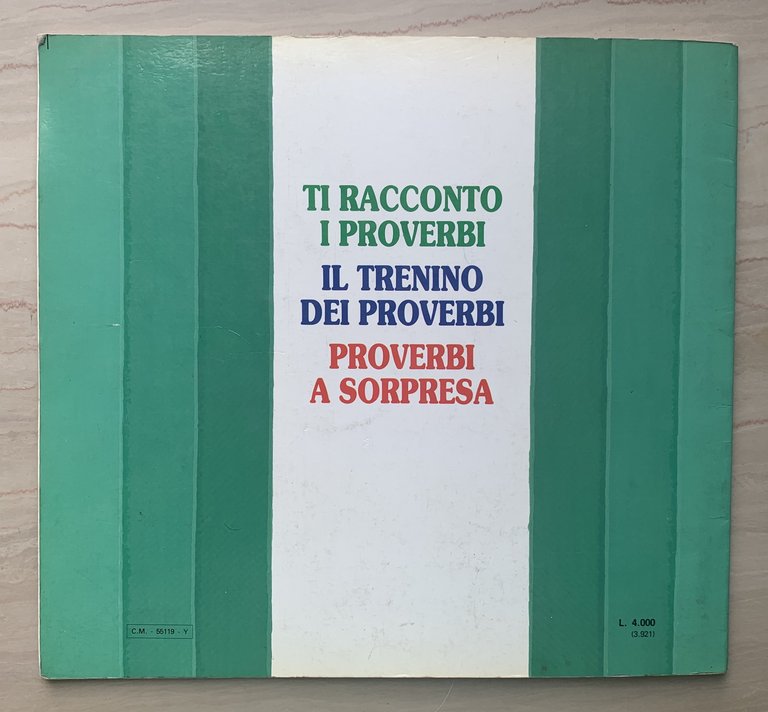 TI RACCONTO
I PROVERBI
IL TRENINO
DEI PROVERBI
PROVERBI
A SORPRESA
C.M. - 55119 - Y
L. 4.000
(3.921)